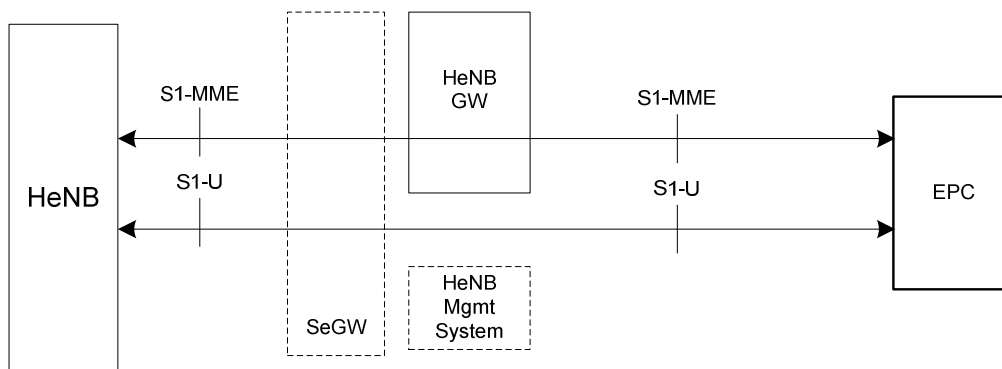 HeNB
S1-MME
S1-U
SeGW
HeNB
GW
HeNB
Mgmt
System
S1-MME
S1-U
EPC